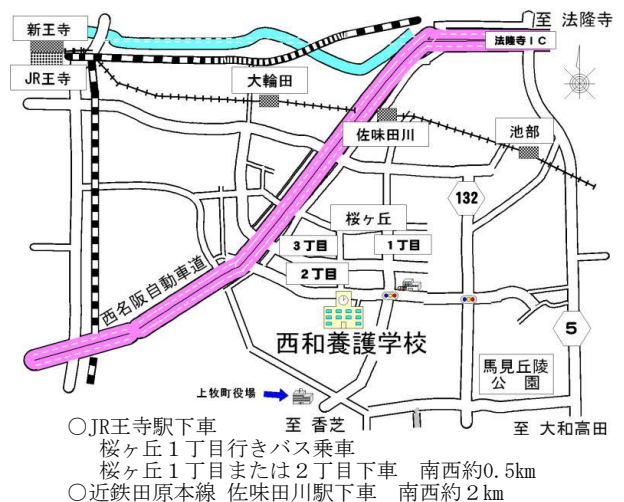 至 法隆寺
新王寺
法隆寺IC
JR王寺
大輪田
佐味田川
池部
132
桜ヶ丘
3丁目
1丁目
2丁目
西名阪自動車道
5
西和養護学校
馬見丘陵
公園
上牧町役場
至 香芝
至 大和高田
○JR王寺駅下車
桜ヶ丘1丁目行きバス乗車
桜ヶ丘1丁目または2丁目下車 南西約0.5km
○近鉄田原本線 佐味田川駅下車 南西約2km